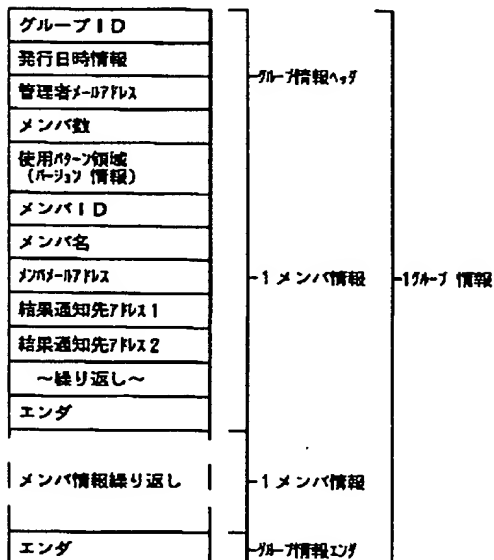 グループID
発行日時情報
管理者メールアドレス
メンバ数
使用パターン領域
(バージョン 情報)
メンバID
メンバ名
メンバメールアドレス
結果通知先アドレス1
結果通知先アドレス2
～繰り返し～
エンダ
メンバ情報繰り返し
エンダ
グループ情報ヘッダ
1メンバ情報
1メンバ情報
グループ情報エンダ
1グループ 情報